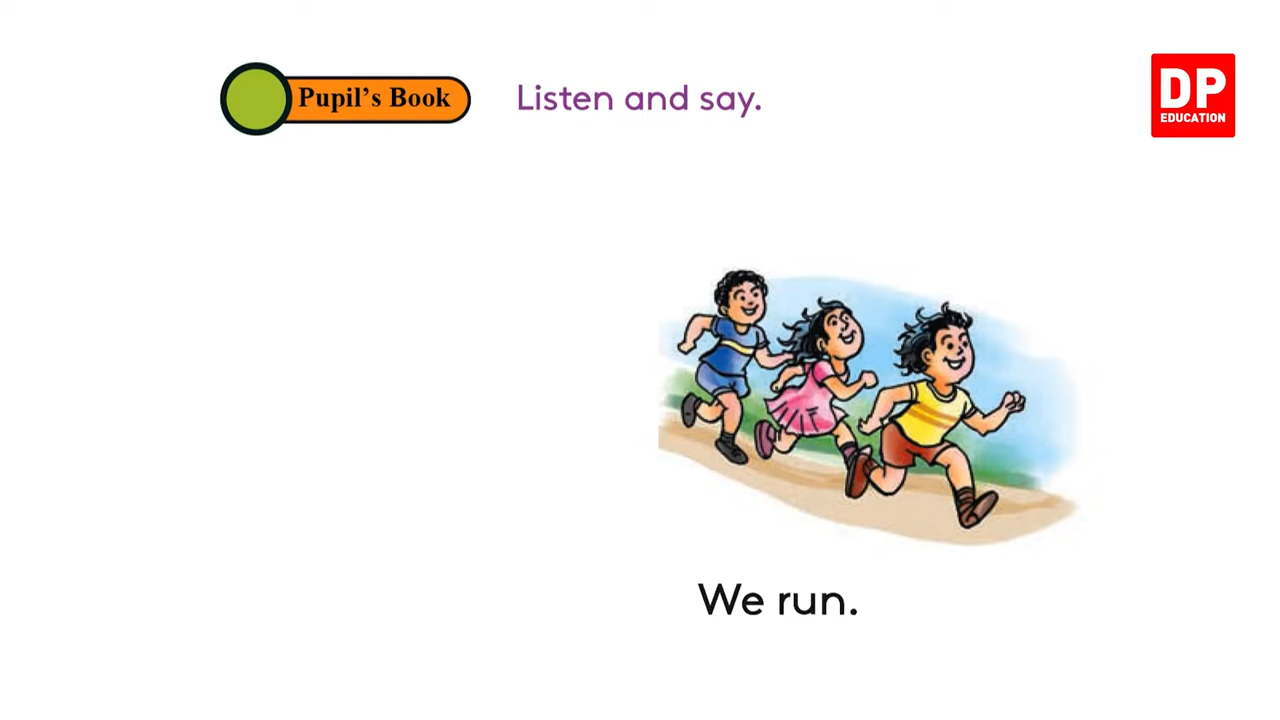 Pupil's Book
Listen and say.
DP
EDUCATION
We run.